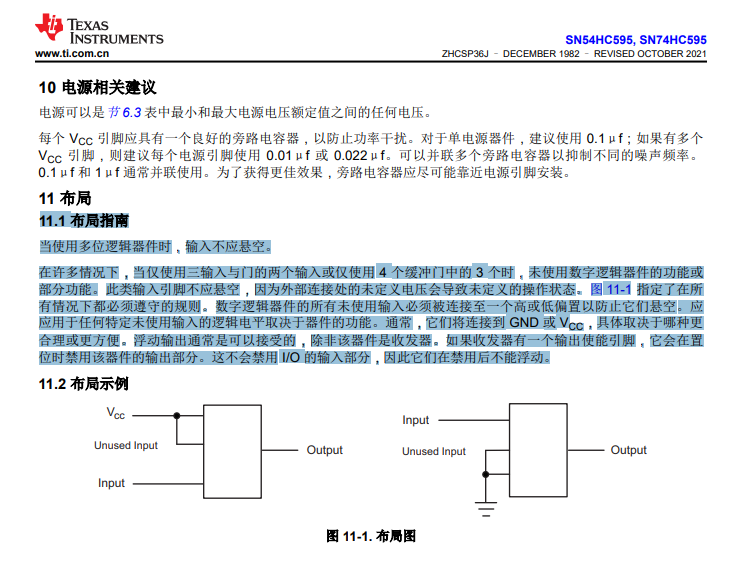 TEXAS
INSTRUMENTS
www.ti.com.cn
SN54HC595, SN74HC595
ZHCSP36J – DECEMBER 1982 – REVISED OCTOBER 2021
10 电源相关建议
电源可以是 节 6.3 表中最小和最大电源电压额定值之间的任何电压。
每个 VCC 引脚应具有一个良好的旁路电容器，以防止功率干扰。对于单电源器件，建议使用 0.1μf；如果有多个
VCC 引脚，则建议每个电源引脚使用 0.01μf 或 0.022μf。可以并联多个旁路电容器以抑制不同的噪声频率。
0.1μf 和 1μf 通常并联使用。为了获得更佳效果，旁路电容器应尽可能靠近电源引脚安装。
11 布局
11.1 布局指南
当使用多位逻辑器件时，输入不应悬空。
在许多情况下，当仅使用三输入与门的两个输入或仅使用 4 个缓冲门中的 3 个时，未使用数字逻辑器件的功能或
部分功能。此类输入引脚不应悬空，因为外部连接处的未定义电压会导致未定义的操作状态。图 11-1 指定了在所
有情况下都必须遵守的规则。数字逻辑器件的所有未使用输入必须被连接至一个高或低偏置以防止它们悬空。应
应用于任何特定未使用输入的逻辑电平取决于器件的功能。通常，它们将连接到 GND 或 VCC，具体取决于哪种更
合理或更方便。浮动输出通常是可以接受的，除非该器件是收发器。如果收发器有一个输出使能引脚，它会在置
位时禁用该器件的输出部分。这不会禁用 I/O 的输入部分，因此它们在禁用后不能浮动。
11.2 布局示例
VCC
Unused Input
Input
Output
Input
Unused Input
Output
图 11-1. 布局图